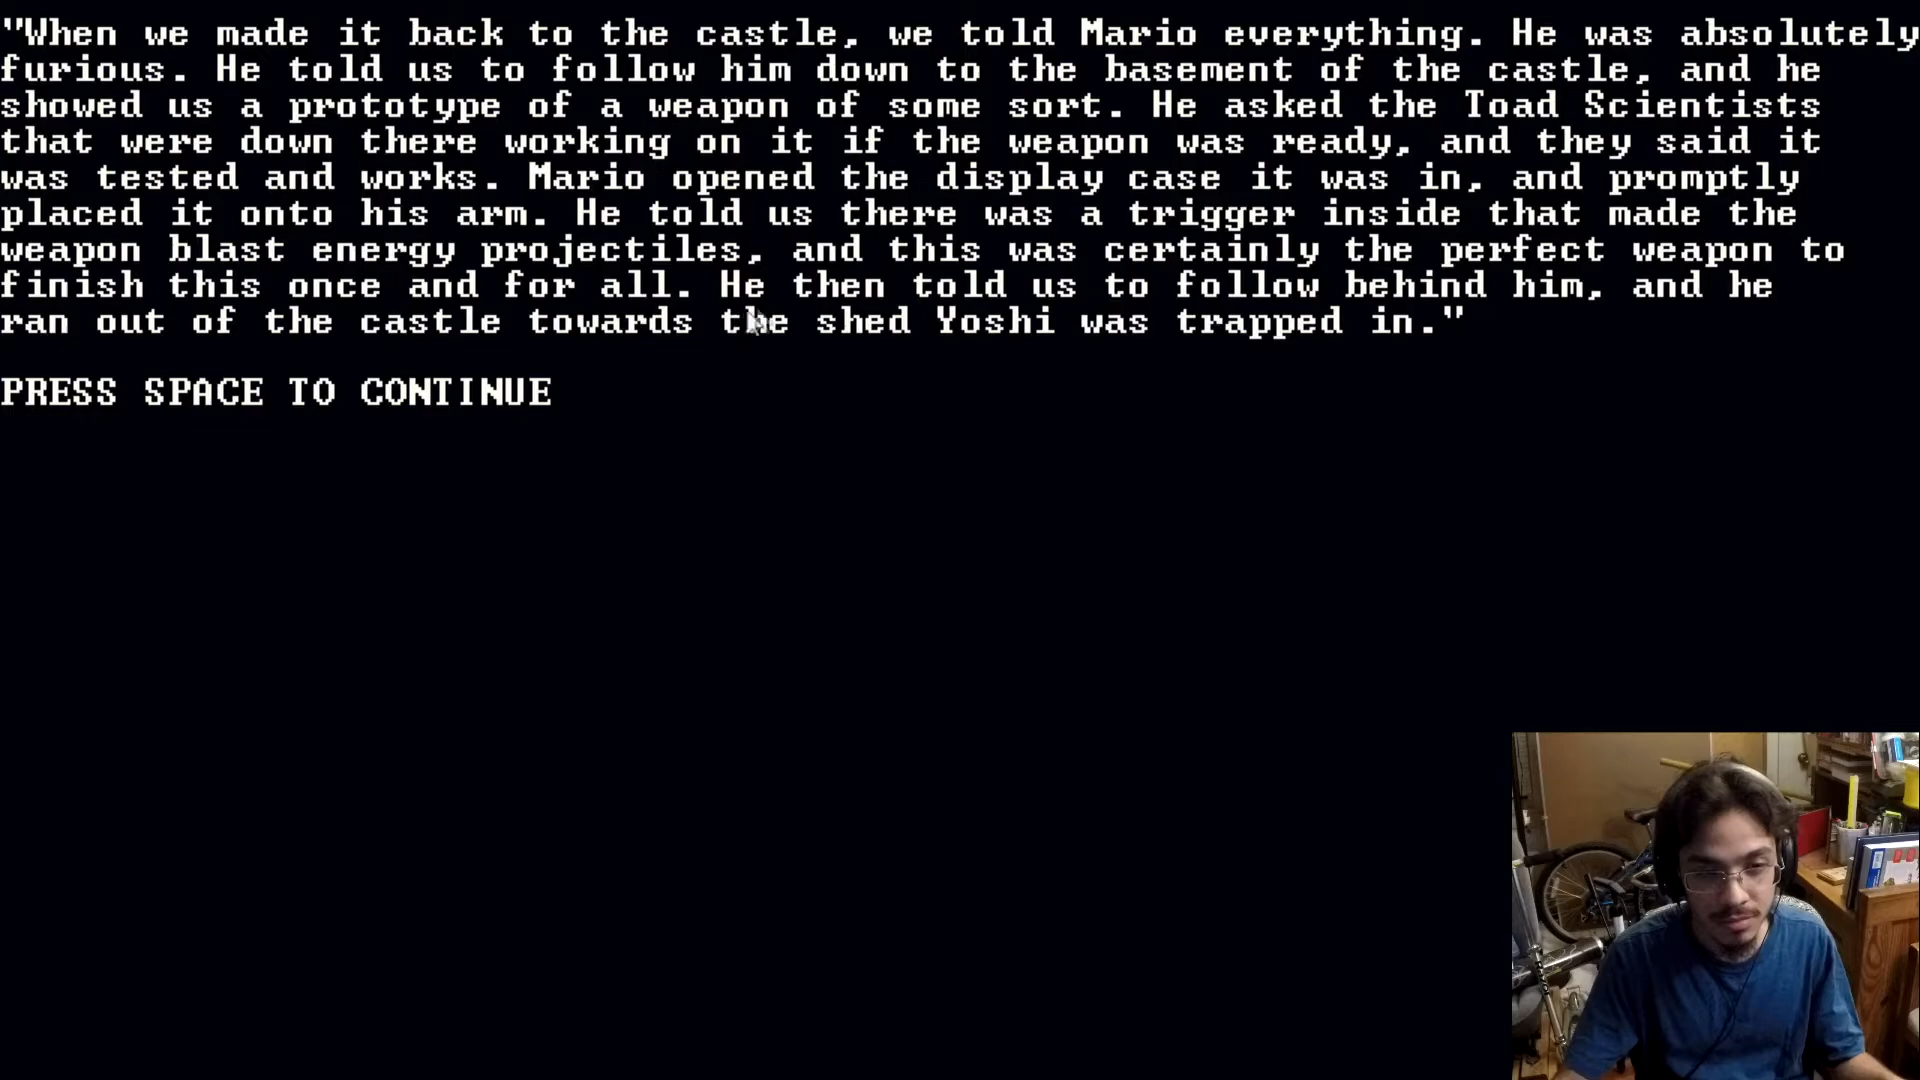 "When we made it back to the castle, we told Mario everything. He was absolutely
furious. He told us to follow him down to the basement of the castle, and he
showed us a prototype of a weapon of some sort. He asked the Toad Scientists
that were down there working on it if the weapon was ready, and they said it
was tested and works. Mario opened the display case it was in, and promptly
placed it onto his arm. He told us there was a trigger inside that made the
weapon blast energy projectiles, and this was certainly the perfect weapon to
finish this once and for all. He then told us to follow behind him, and he
ran out of the castle towards the shed Yoshi was trapped in."
PRESS SPACE TO CONTINUE